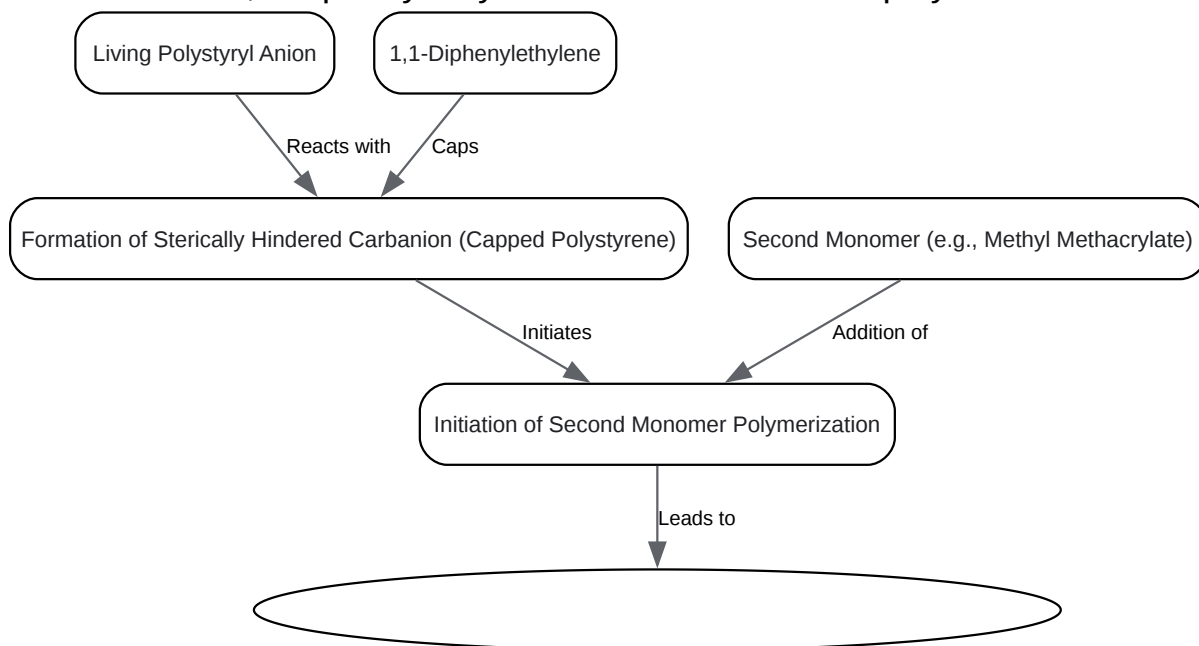 Living Polystyryl Anion
1,1-Diphenylethylene
Reacts with
Caps
Formation of Sterically Hindered Carbanion (Capped Polystyrene)
Second Monomer (e.g., Methyl Methacrylate)
Initiates
Addition of
Initiation of Second Monomer Polymerization
Leads to